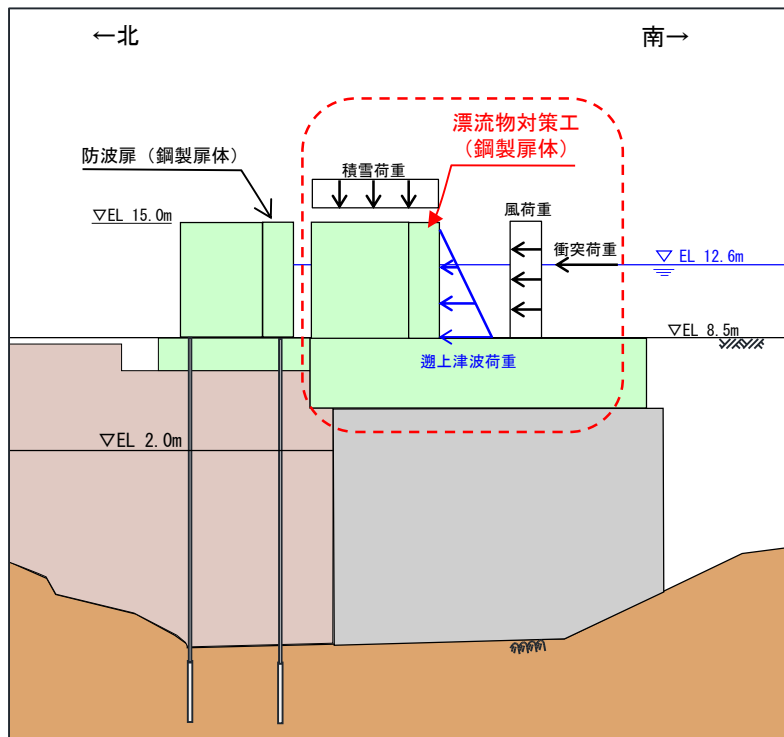 ←北
南→
漂流物対策工
（鋼製扉体）
防波扉（鋼製扉体）
積雪荷重
風荷重
▽EL 15.0m
衝突荷重
▽ EL 12.6m
▽EL 8.5m
遡上津波荷重
▽EL 2.0m